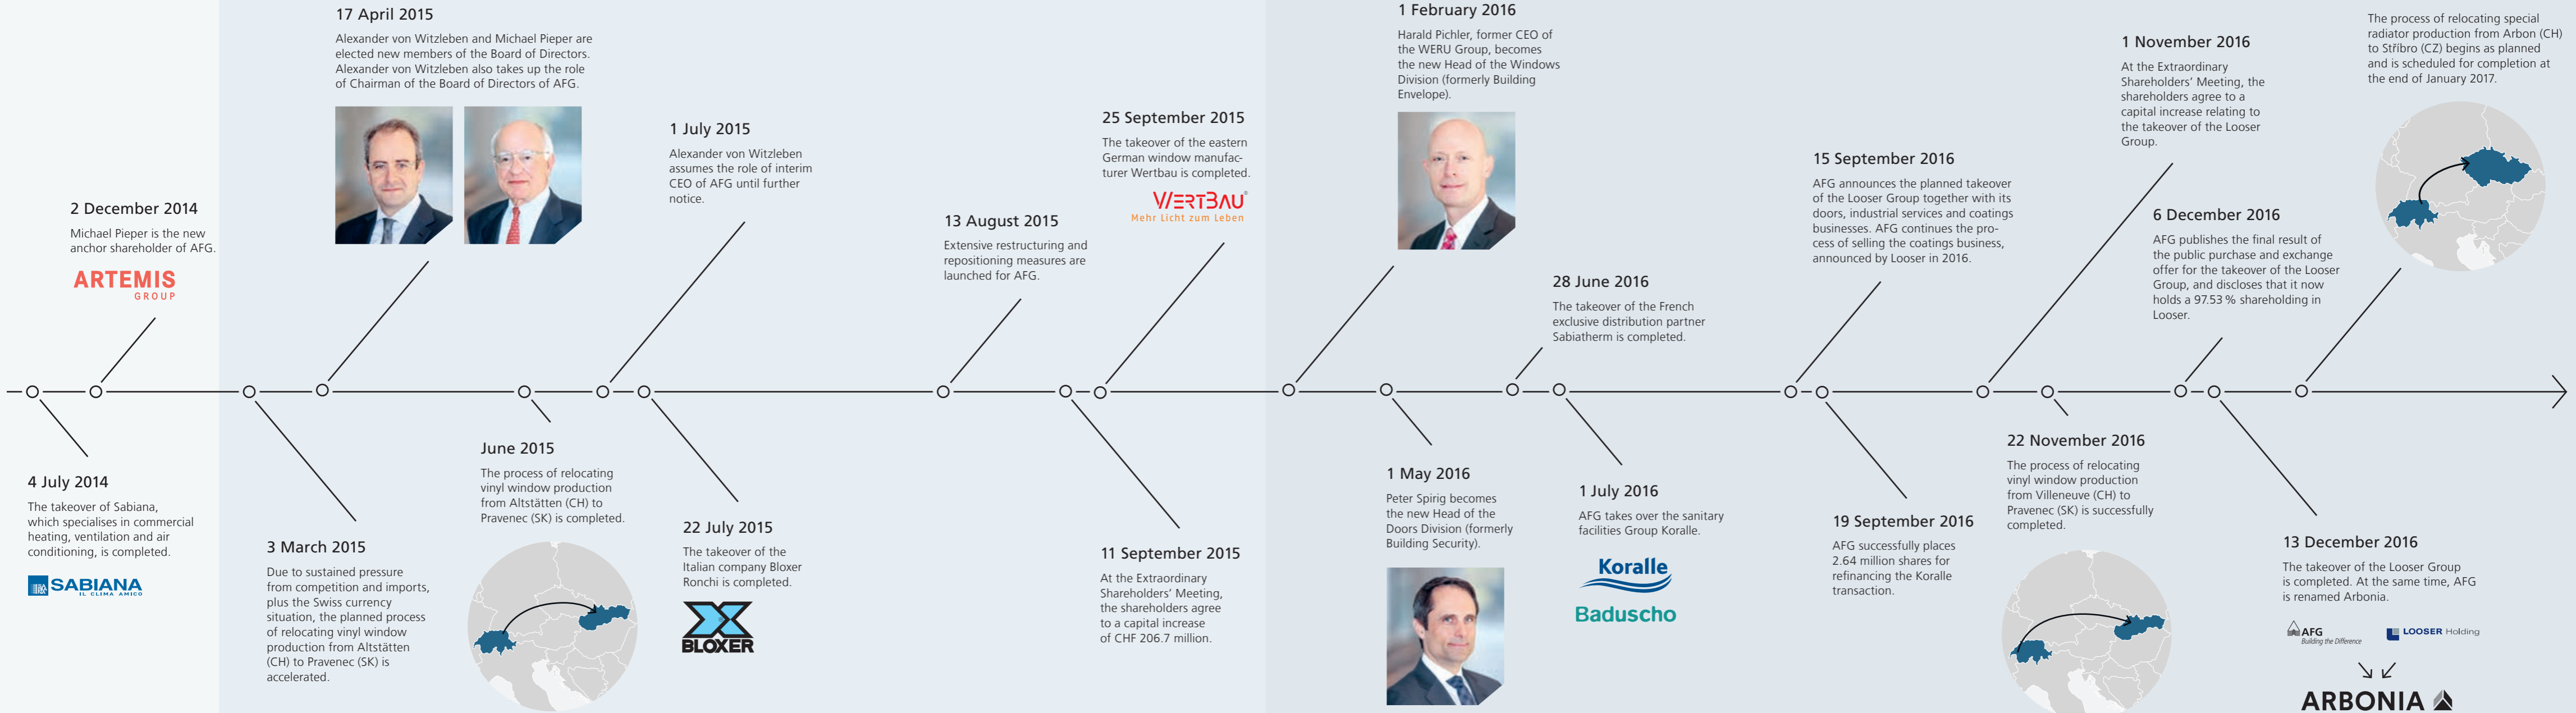 4 July 2014
The takeover of Sabiana,
which specialises in commercial
heating, ventilation and air
conditioning, is completed.
SABIANA
IL CLIMA AMICO
2 December 2014
Michael Pieper is the new
anchor shareholder of AFG.
ARTEMIS
GROUP
3 March 2015
Due to sustained pressure
from competition and imports,
plus the Swiss currency
situation, the planned process
of relocating vinyl window
production from Altstätten
(CH) to Pravenec (SK) is
accelerated.
17 April 2015
Alexander von Witzleben and Michael Pieper are
elected new members of the Board of Directors.
Alexander von Witzleben also takes up the role
of Chairman of the Board of Directors of AFG.
June 2015
The process of relocating
vinyl window production
from Altstätten (CH) to
Pravenec (SK) is completed.
1 July 2015
Alexander von Witzleben
assumes the role of interim
CEO of AFG until further
notice.
22 July 2015
The takeover of the
Italian company Bloxer
Ronchi is completed.
BLOXER
13 August 2015
Extensive restructuring and
repositioning measures are
launched for AFG.
11 September 2015
At the Extraordinary
Shareholders' Meeting,
the shareholders agree
to a capital increase
of CHF 206.7 million.
25 September 2015
The takeover of the eastern
German window manufac-
turer Wertbau is completed.
WERTBAU®
Mehr Licht zum Leben
1 February 2016
Harald Pichler, former CEO of
the WERU Group, becomes
the new Head of the Windows
Division (formerly Building
Envelope).
1 May 2016
Peter Spirig becomes
the new Head of the
Doors Division (formerly
Building Security).
28 June 2016
The takeover of the French
exclusive distribution partner
Sabiatherm is completed.
1 July 2016
AFG takes over the sanitary
facilities Group Koralle.
Koralle
Baduscho
15 September 2016
AFG announces the planned takeover
of the Looser Group together with its
doors, industrial services and coatings
businesses. AFG continues the pro-
cess of selling the coatings business,
announced by Looser in 2016.
19 September 2016
AFG successfully places
2.64 million shares for
refinancing the Koralle
transaction.
1 November 2016
At the Extraordinary
Shareholders' Meeting, the
shareholders agree to a
capital increase relating to
the takeover of the Looser
Group.
22 November 2016
The process of relocating
vinyl window production
from Villeneuve (CH) to
Pravenec (SK) is successfully
completed.
6 December 2016
AFG publishes the final result of
the public purchase and exchange
offer for the takeover of the Looser
Group, and discloses that it now
holds a 97.53 % shareholding in
Looser.
13 December 2016
The takeover of the Looser Group
is completed. At the same time, AFG
is renamed Arbonia.
AFG
Building the Difference
LOOSER Holding
ARBONIA
The process of relocating special
radiator production from Arbon (CH)
to Stříbro (CZ) begins as planned
and is scheduled for completion at
the end of January 2017.